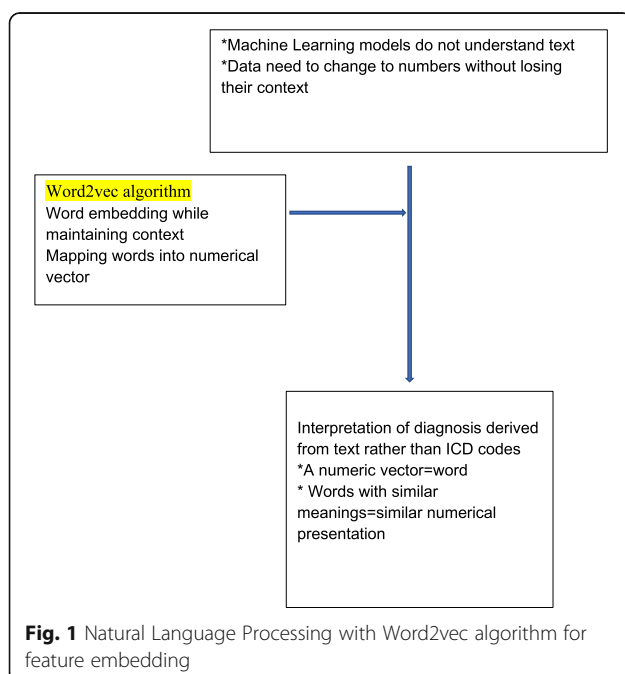 *Machine Learning models do not understand text
*Data need to change to numbers without losing
their context
Word2vec algorithm
Word embedding while
maintaining context
Mapping words into numerical
vector
Interpretation of diagnosis derived
from text rather than ICD codes
*A numeric vector=word
* Words with similar
meanings=similar numerical
presentation
Fig. 1 Natural Language Processing with Word2vec algorithm for
feature embedding